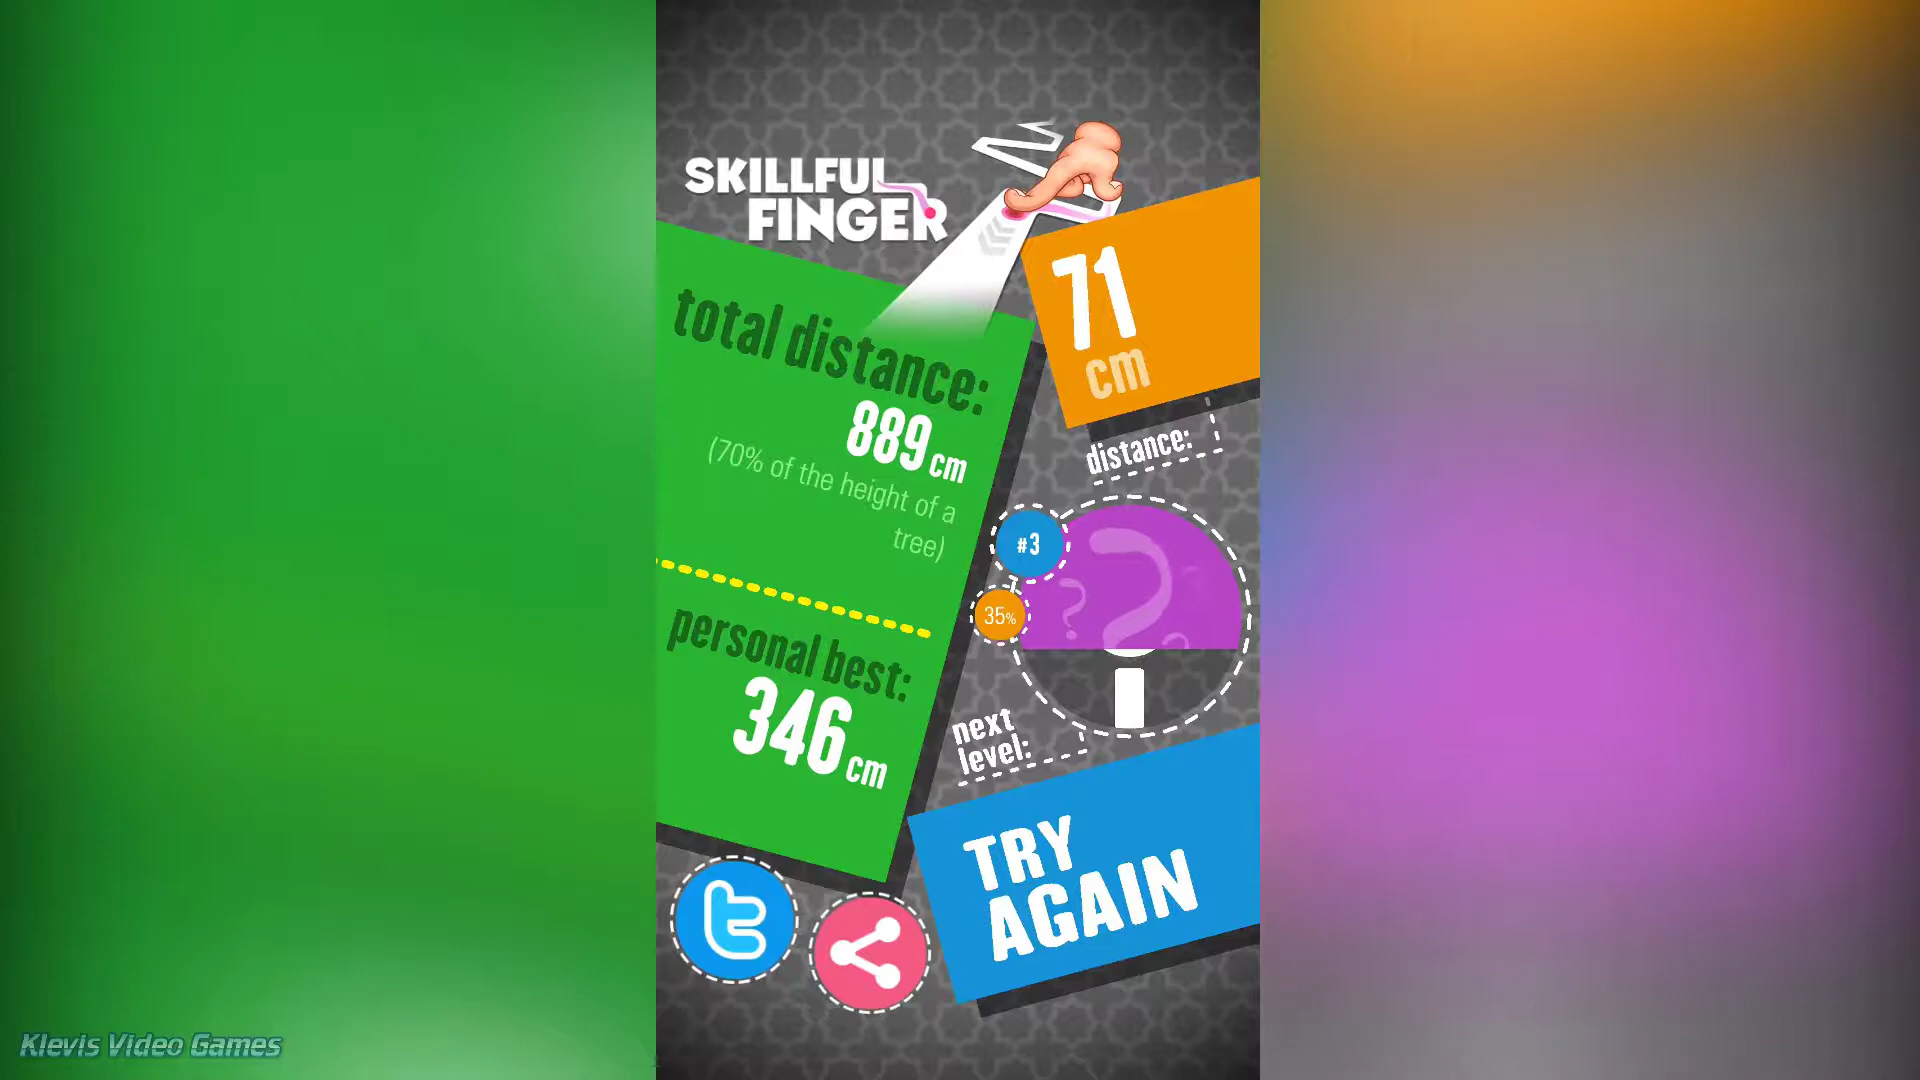 SKILLFUL
FINGER
71
cm
distance:
total distance:
889 cm
(70% of the height of a
tree)
#3
35%
personal best:
346 cm
next
level:
TRY
AGAIN
Klevis Video Games